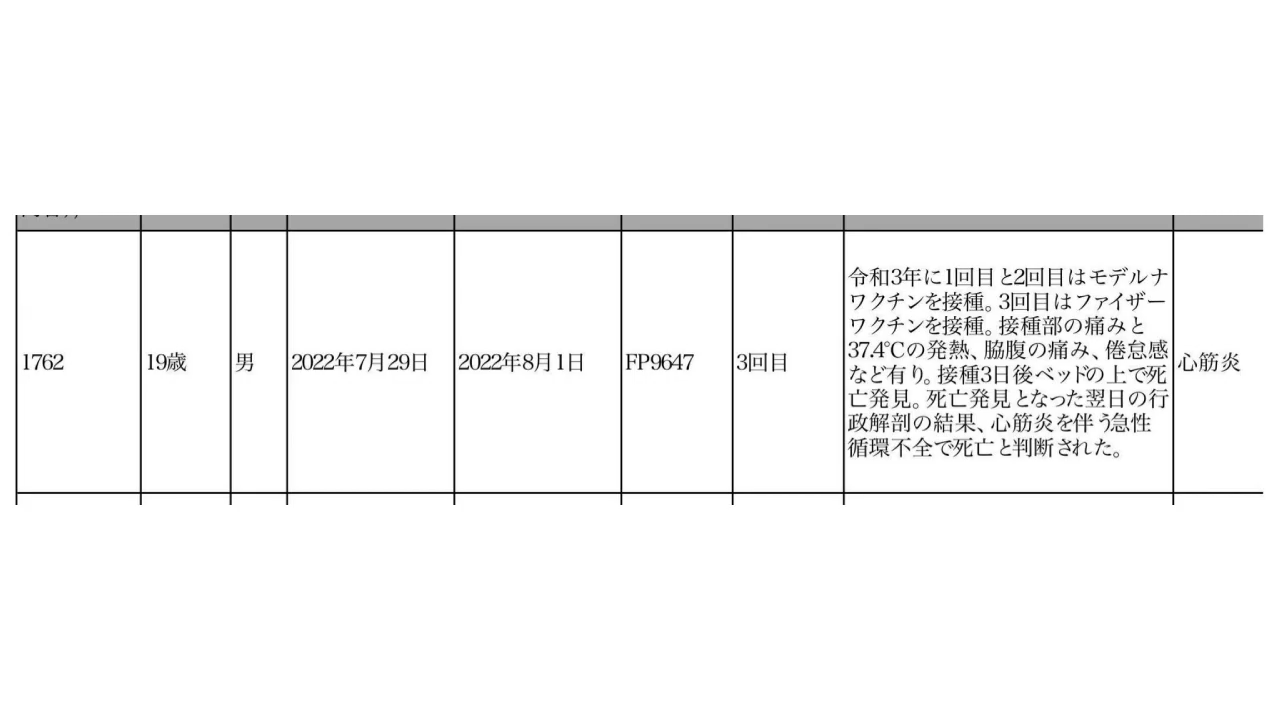 1762
19歳
男
2022年7月29日
2022年8月1日
FP9647
3回目
令和3年に1回目と2回目はモデルナ
ワクチンを接種。3回目はファイザー
ワクチンを接種。接種部の痛みと
37.4℃の発熱、脇腹の痛み、倦怠感
など有り。接種3日後ベッドの上で死
亡発見。死亡発見となった翌日の行
政解剖の結果、心筋炎を伴う急性
循環不全で死亡と判断された。
心筋炎